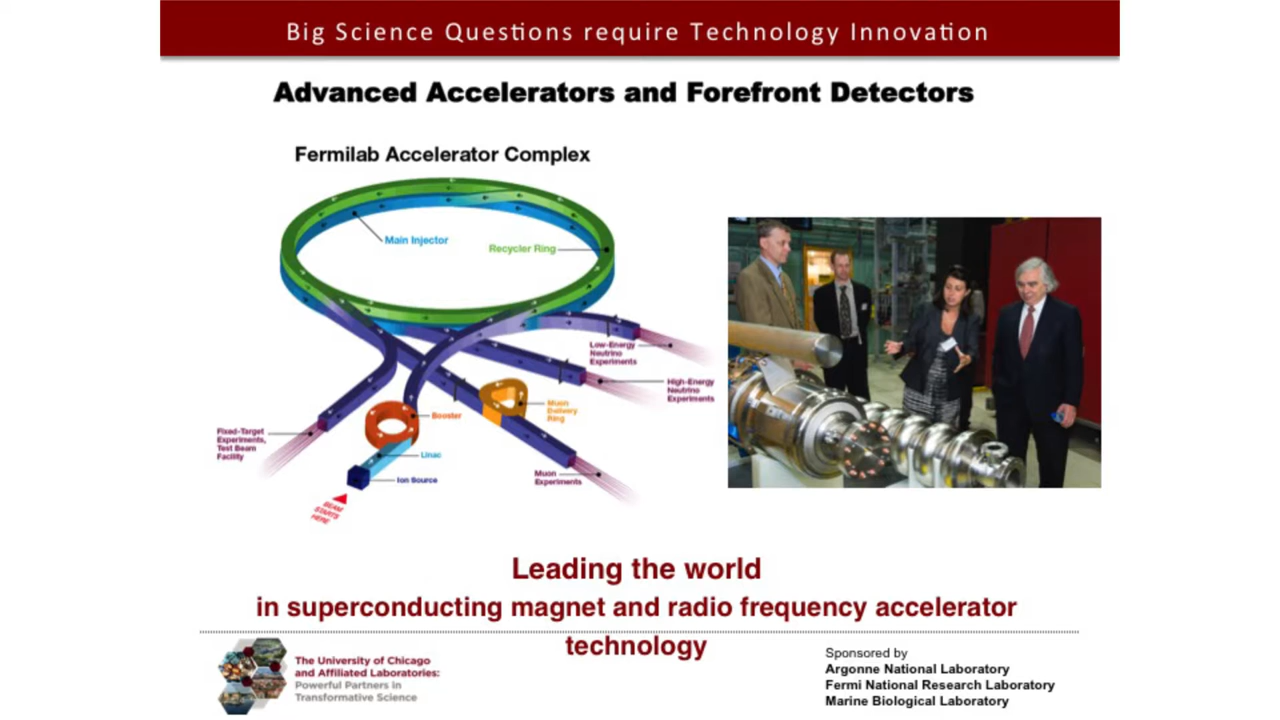 Big Science Questions require Technology Innovation
Advanced Accelerators and Forefront Detectors
Fermilab Accelerator Complex
Main Injector
Recycler Ring
Low-Energy
Neutrino
Experiments
High-Energy
Neutrino
Experiments
Muon
Delivery
Ring
Booster
Fixed-Target
Experiments,
Test Beam
Facility
Linac
Ion Source
Muon
Experiments
BEAM
STARTS
HERE
Leading the world
in superconducting magnet and radio frequency accelerator
technology
The University of Chicago
and Affiliated Laboratories:
Powerful Partners in
Transformative Science
Sponsored by
Argonne National Laboratory
Fermi National Research Laboratory
Marine Biological Laboratory